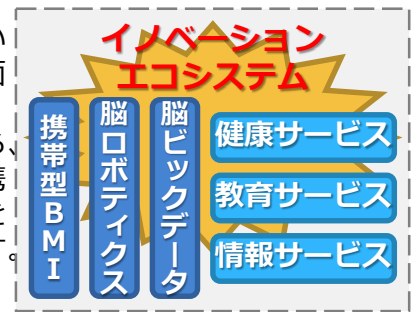 イノベーション
エコシステム
携帯型BMI
脳ロボティクス
脳ビックデータ
健康サービス
教育サービス
情報サービス